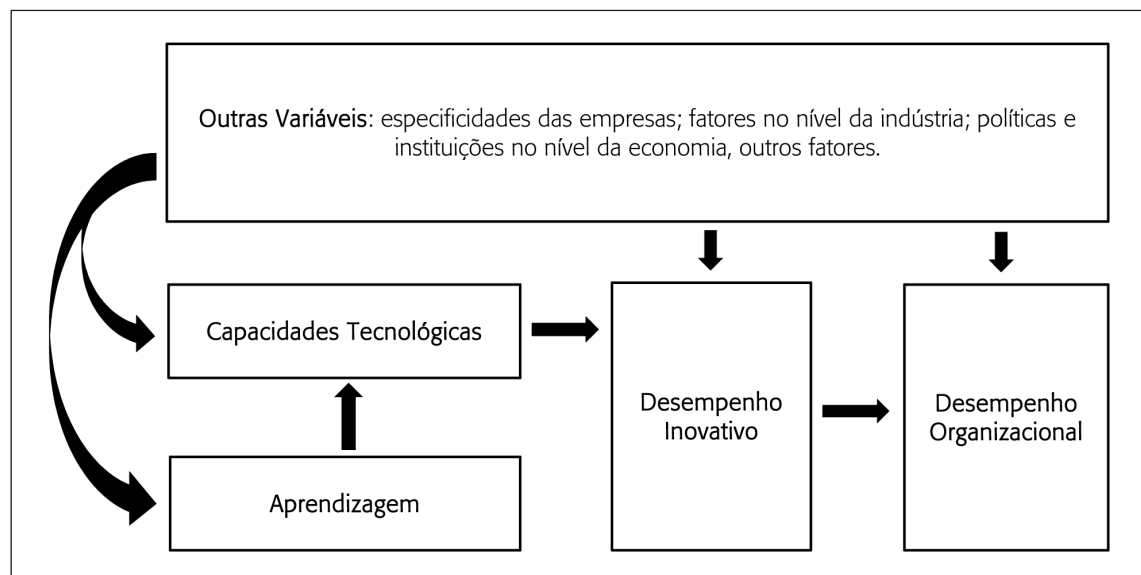 Outras Variáveis: especificidades das empresas; fatores no nível da indústria; políticas e
instituições no nível da economia, outros fatores.
Capacidades Tecnológicas
Aprendizagem
Desempenho
Inovativo
Desempenho
Organizacional